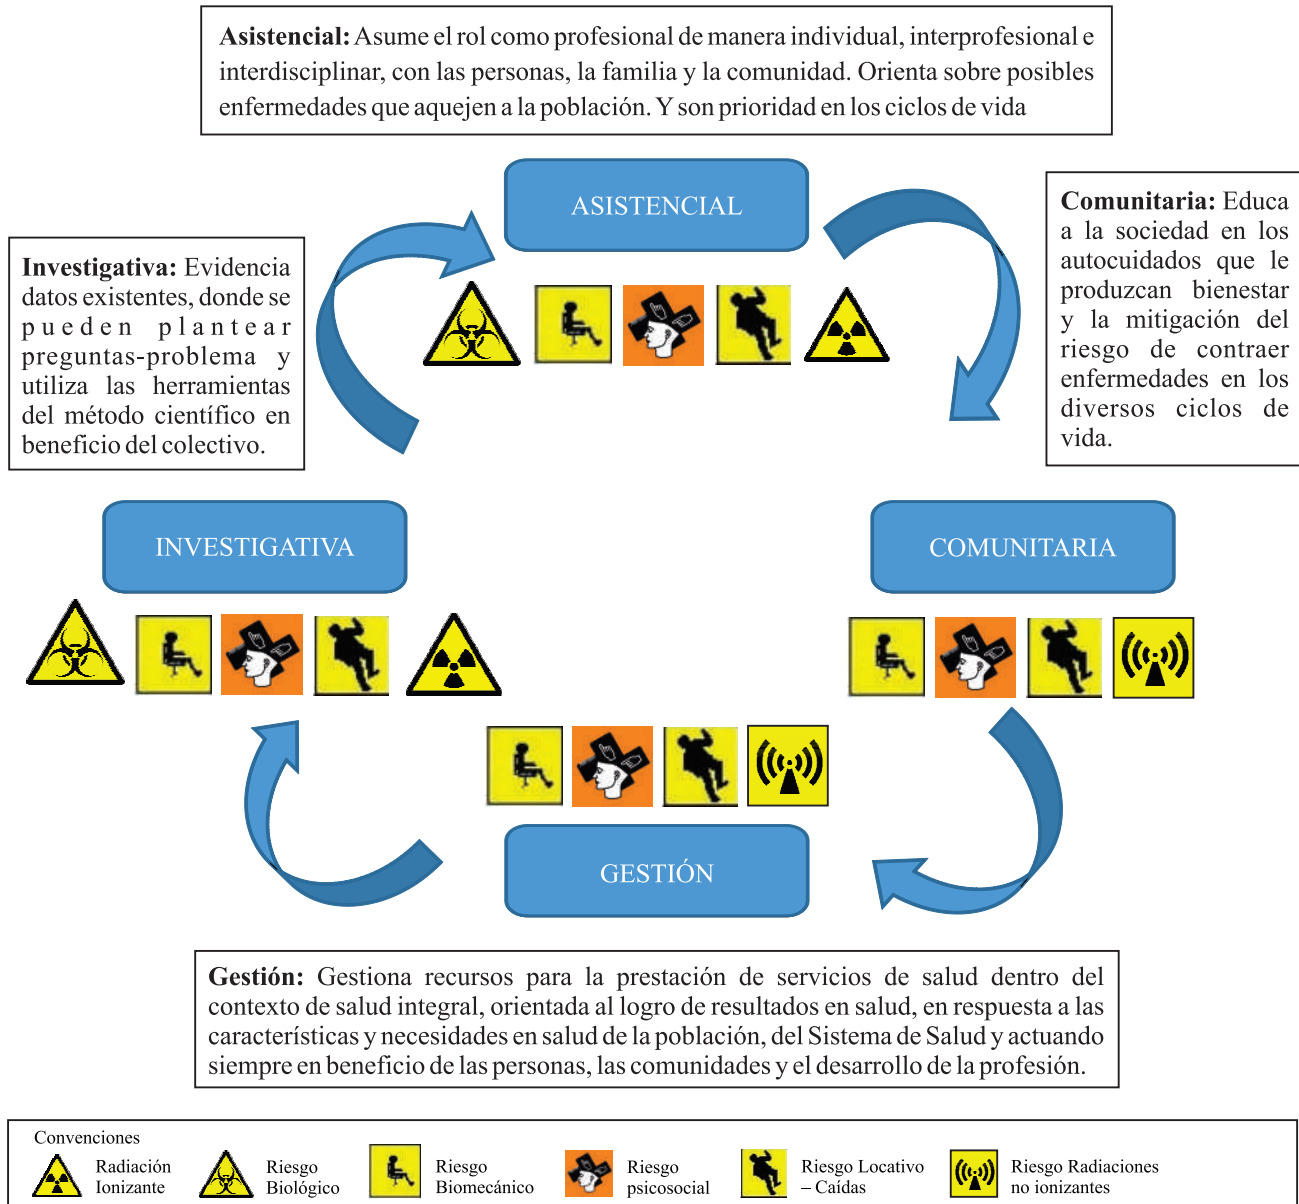 Asistencial: Asume el rol como profesional de manera individual, interprofesional e
interdisciplinar, con las personas, la familia y la comunidad. Orienta sobre posibles
enfermedades que aquejen a la población. Y son prioridad en los ciclos de vida
ASISTENCIAL
Comunitaria: Educa
a la sociedad en los
autocuidados que le
produzcan bienestar
y la mitigación del
riesgo de contraer
enfermedades en los
diversos ciclos de
vida.
Investigativa: Evidencia
datos existentes, donde se
pueden plantear
preguntas-problema y
utiliza las herramientas
del método científico en
beneficio del colectivo.
INVESTIGATIVA
COMUNITARIA
GESTIÓN
Gestión: Gestiona recursos para la prestación de servicios de salud dentro del
contexto de salud integral, orientada al logro de resultados en salud, en respuesta a las
características y necesidades en salud de la población, del Sistema de Salud y actuando
siempre en beneficio de las personas, las comunidades y el desarrollo de la profesión.
Convenciones
Radiación
Ionizante
Riesgo
Biológico
Riesgo
Biomecánico
Riesgo
psicosocial
Riesgo Locativo
– Caídas
Riesgo Radiaciones
no ionizantes